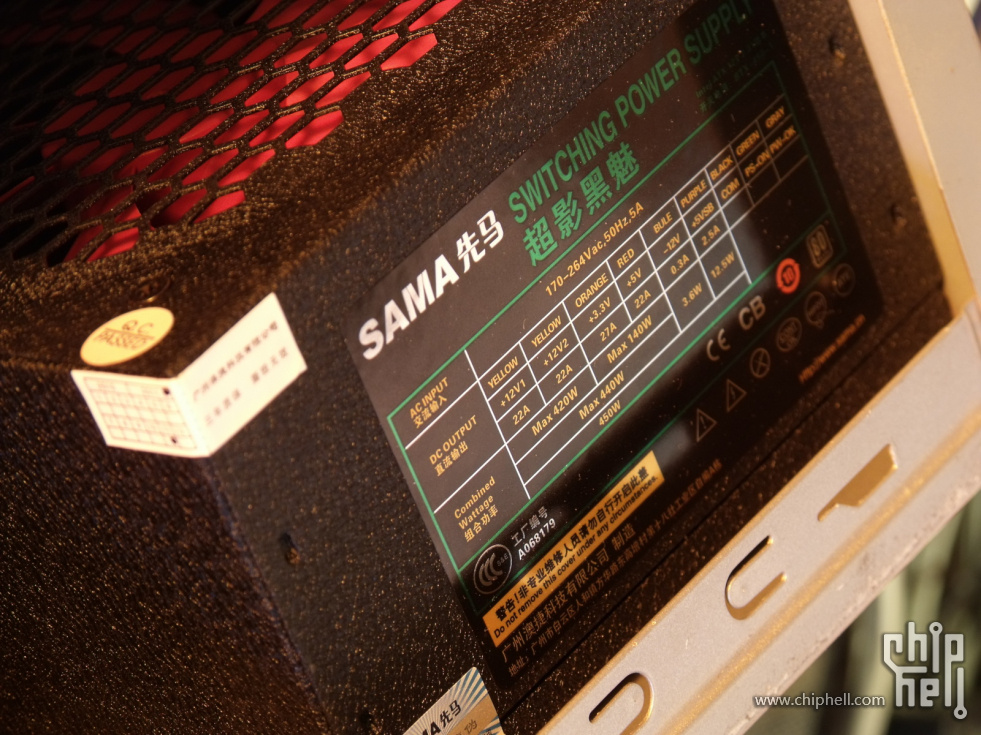 SAMA 先马
SWITCHING POWER SUPPLY
超影黑魅
AC INPUT
交流输入
170-264Vac,50Hz,5A
DC OUTPUT
直流输出
YELLOW YELLOW ORANGE RED BULE PURPLE BLACK GREEN GRAY
+12V1 +12V2 +3.3V +5V -12V +5VSB COM PS-ON PW-OK
22A 22A 27A 22A 0.3A 2.5A
Combined
Wattage
组合功率
Max 420W Max 140W 3.6W 12.5W
Max 440W
450W
CE CB
10
工厂编号
A068179
警告!非专业维修人员请勿自行开启此盖
Do not remove this cover under any circumstances.
Q.C.
PASSED
SAMA 先马
www.chiphell.com
chip
hell